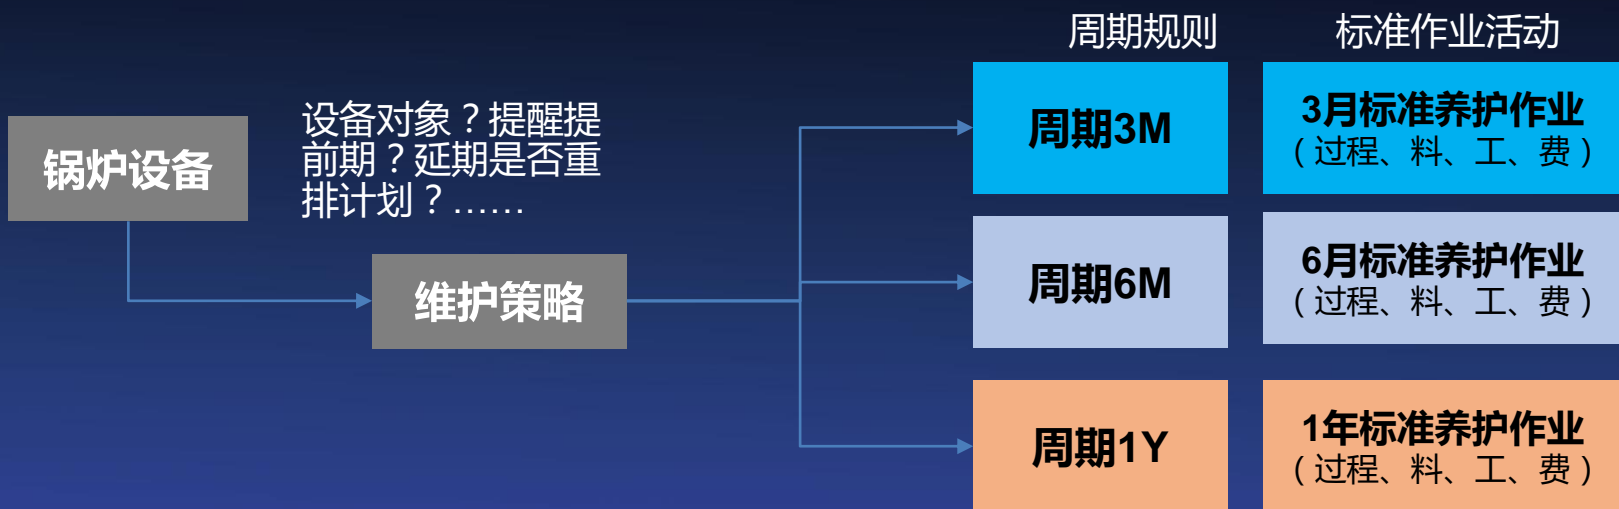 周期规则
标准作业活动
锅炉设备
设备对象？提醒提
前期？延期是否重
排计划？……
维护策略
周期3M
3月标准养护作业
（过程、料、工、费）
周期6M
6月标准养护作业
（过程、料、工、费）
周期1Y
1年标准养护作业
（过程、料、工、费）